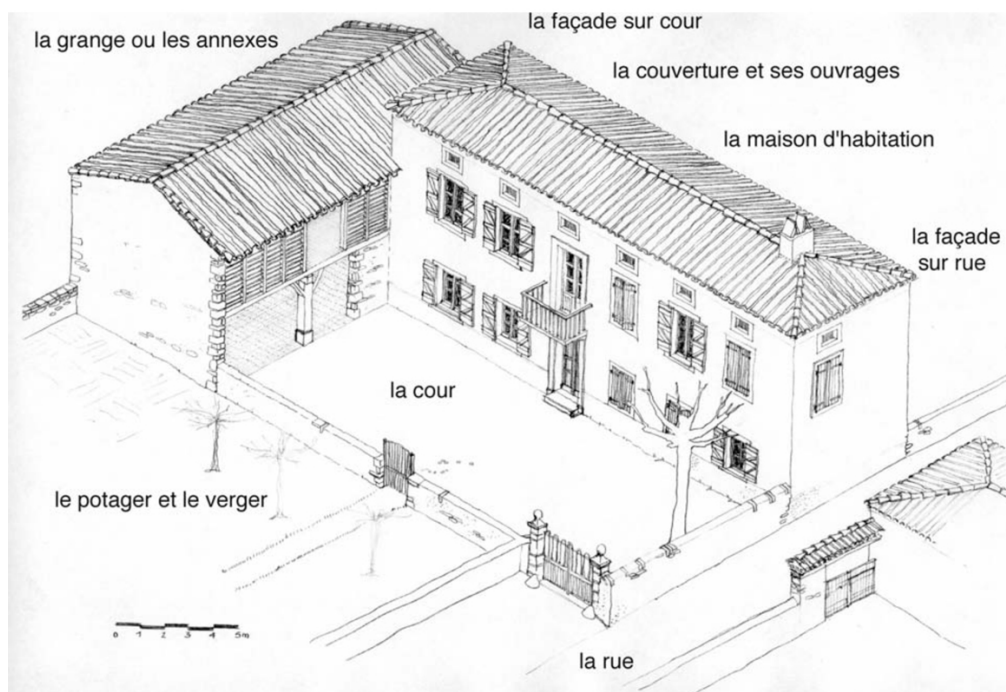 la façade sur cour
la grange ou les annexes
la couverture et ses ouvrages
la maison d'habitation
la façade
sur rue
la cour
le potager et le verger
0 1 2 3 4 5m
la rue